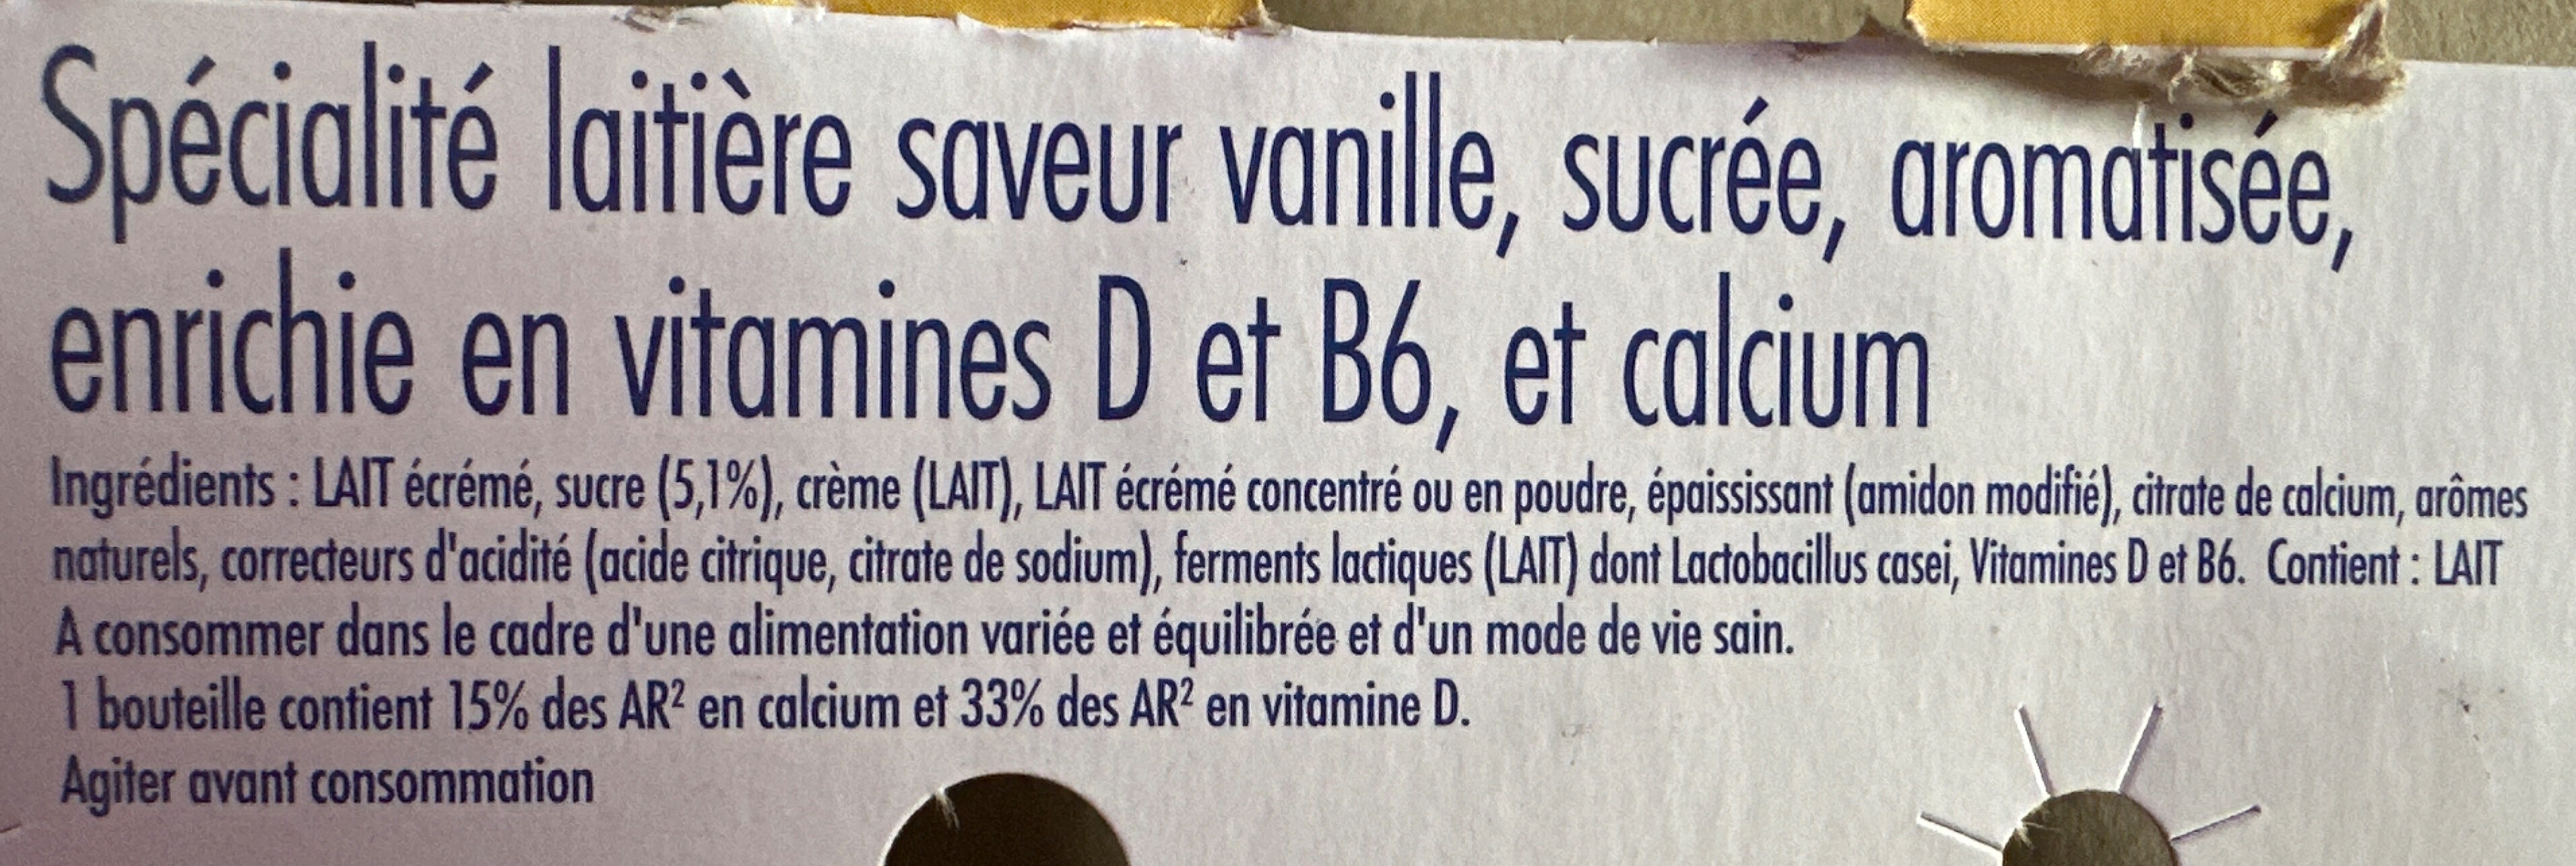 Spécialité laitière saveur vanille, sucrée, aromatisée,
enrichie en vitamines D et B6, et calcium
Ingrédients : LAIT écrémé, sucre (5,1%), crème (LAIT), LAIT écrémé concentré ou en poudre, épaississant (amidon modifié), citrate de calcium, arômes
naturels, correcteurs d'acidité (acide citrique, citrate de sodium), ferments lactiques (LAIT) dont Lactobacillus casei, Vitamines D et B6. Contient : LAIT
A consommer dans le cadre d'une alimentation variée et équilibrée et d'un mode de vie sain.
1 bouteille contient 15% des AR² en calcium et 33% des AR² en vitamine D.
Agiter avant consommation